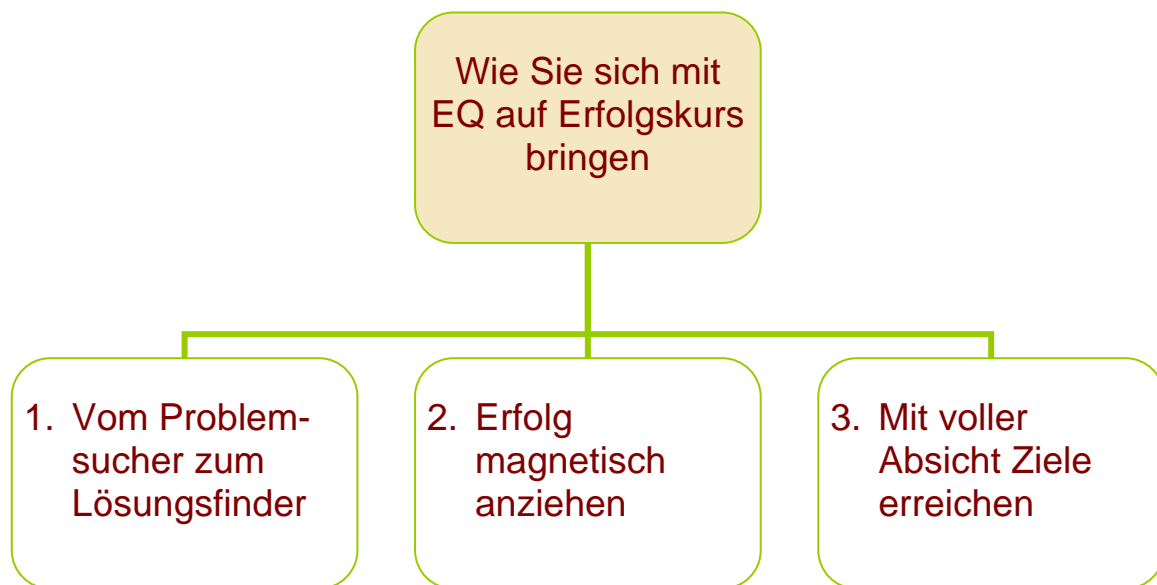 Wie Sie sich mit
EQ auf Erfolgskurs
bringen
1. Vom Problem-
sucher zum
Lösungsfinder
2. Erfolg
magnetisch
anziehen
3. Mit voller
Absicht Ziele
erreichen